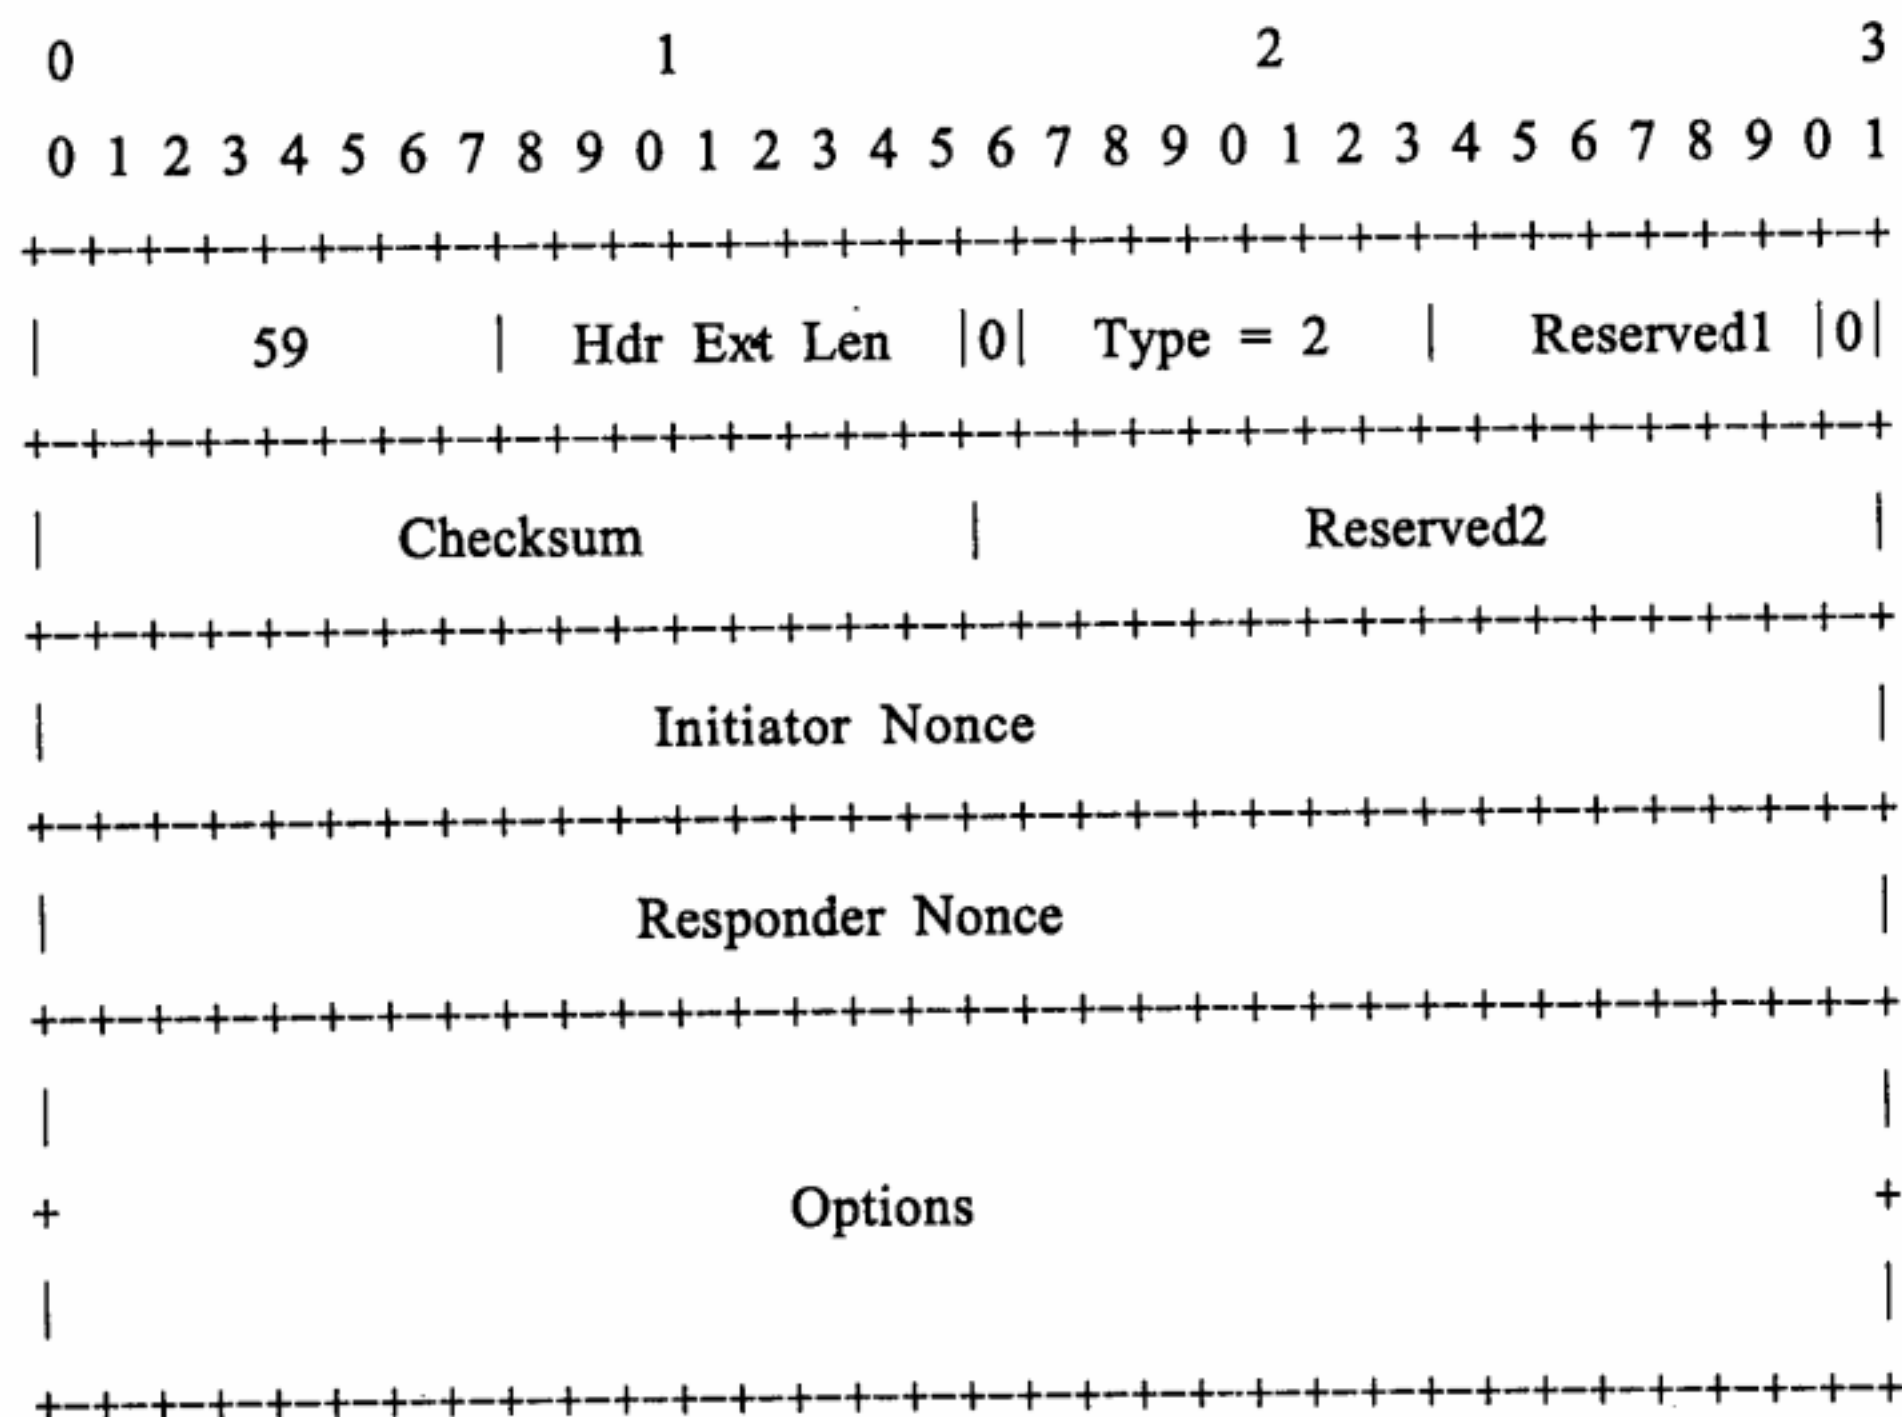 0 1 2 3
0 1 2 3 4 5 6 7 8 9 0 1 2 3 4 5 6 7 8 9 0 1 2 3 4 5 6 7 8 9 0 1
+-+-+-+-+-+-+-+-+-+-+-+-+-+-+-+-+-+-+-+-+-+-+-+-+-+-+-+-+-+-+-+-+
| 59 | Hdr Ext Len |0| Type = 2 | Reserved1 |0|
+-+-+-+-+-+-+-+-+-+-+-+-+-+-+-+-+-+-+-+-+-+-+-+-+-+-+-+-+-+-+-+-+
| Checksum | Reserved2 |
+-+-+-+-+-+-+-+-+-+-+-+-+-+-+-+-+-+-+-+-+-+-+-+-+-+-+-+-+-+-+-+-+
| Initiator Nonce |
+-+-+-+-+-+-+-+-+-+-+-+-+-+-+-+-+-+-+-+-+-+-+-+-+-+-+-+-+-+-+-+-+
| Responder Nonce |
+-+-+-+-+-+-+-+-+-+-+-+-+-+-+-+-+-+-+-+-+-+-+-+-+-+-+-+-+-+-+-+-+
| |
+ Options +
| |
+-+-+-+-+-+-+-+-+-+-+-+-+-+-+-+-+-+-+-+-+-+-+-+-+-+-+-+-+-+-+-+-+